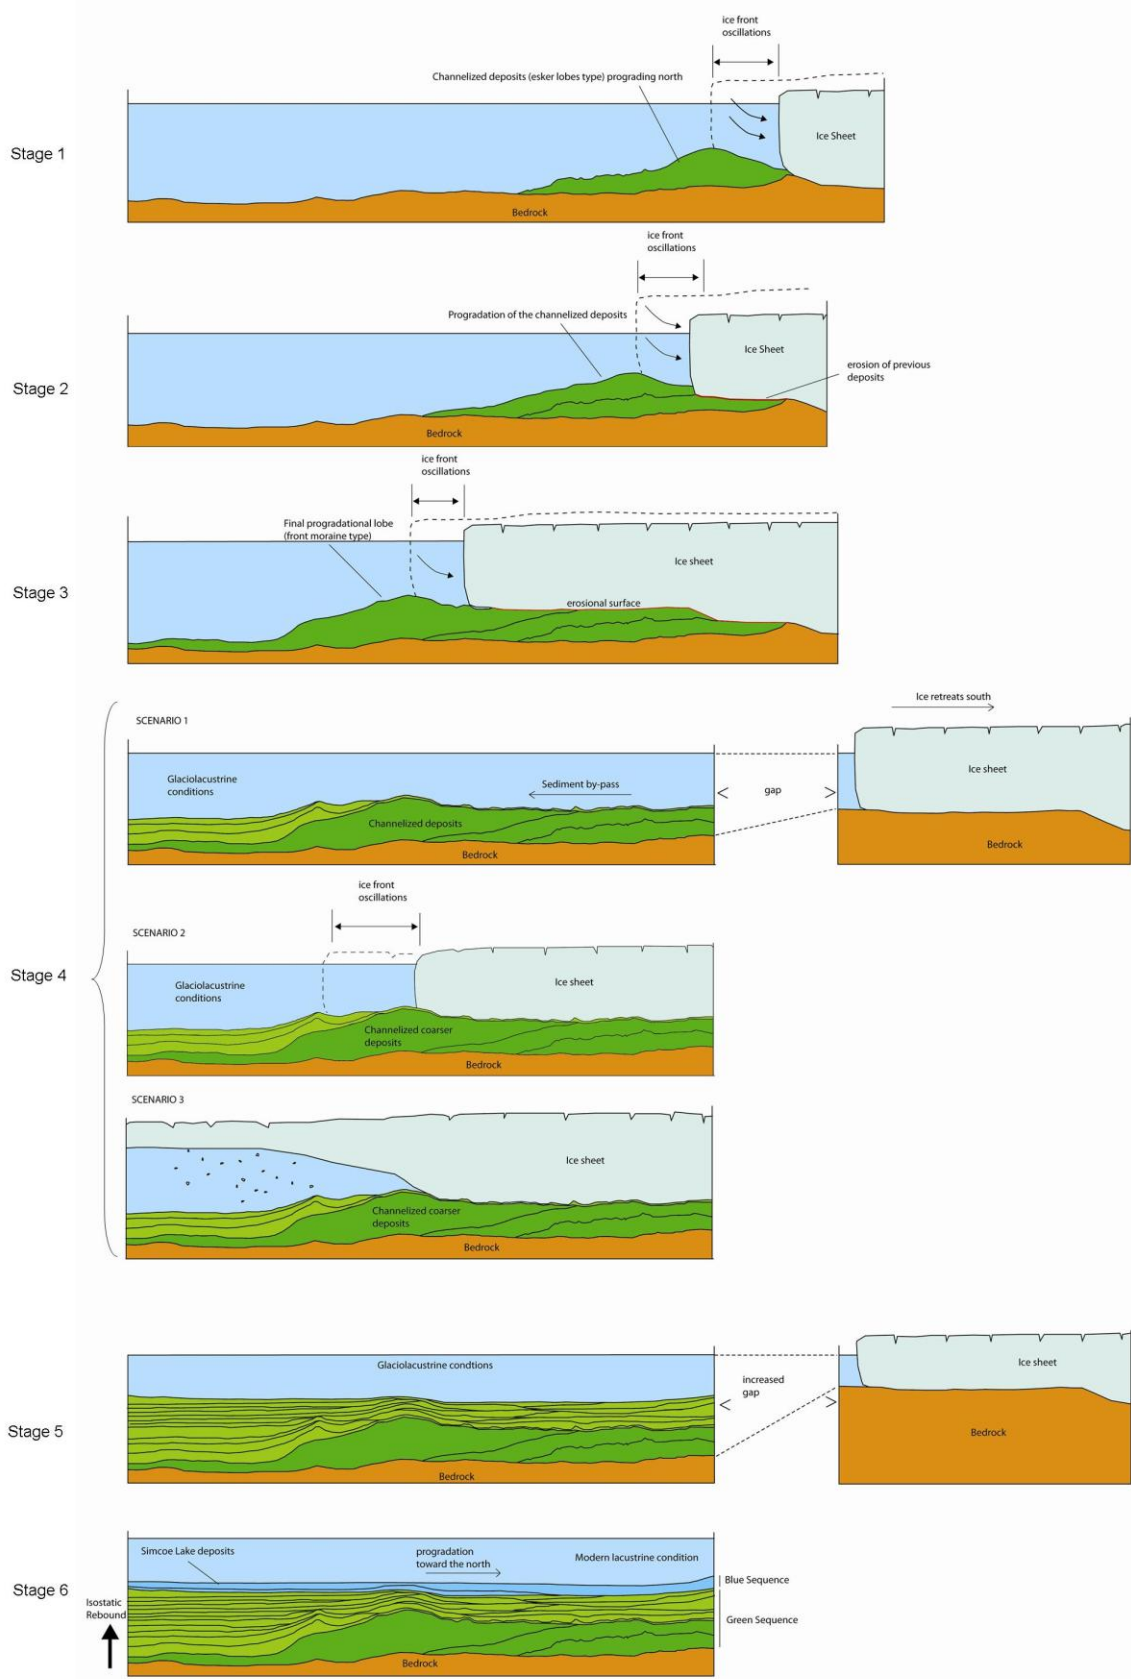 ice front
oscillations
Channelized deposits (esker lobes type) prograding north
Stage 1
Ice Sheet
Bedrock
ice front
oscillations
Progradation of the channelized deposits
Ice Sheet
erosion of previous
deposits
Stage 2
Bedrock
ice front
oscillations
Final progradational lobe
(front moraine type)
Ice sheet
Stage 3
erosional surface
Ice retreats south
SCENARIO 1
Glaciolacustrine
conditions
Sediment by-pass
gap
Ice sheet
Channelized deposits
Bedrock
Bedrock
ice front
oscillations
SCENARIO 2
Stage 4
Glaciolacustrine
conditions
Ice sheet
Channelized coarser
deposits
Bedrock
SCENARIO 3
Ice sheet
Channelized coarser
deposits
Bedrock
Glaciolacustrine condtions
Ice sheet
increased
gap
Stage 5
Bedrock
Bedrock
Simcoe Lake deposits
progradation
toward the north
Modern lacustrine condition
Stage 6
Blue Sequence
Isostatic
Rebound
Green Sequence
Bedrock